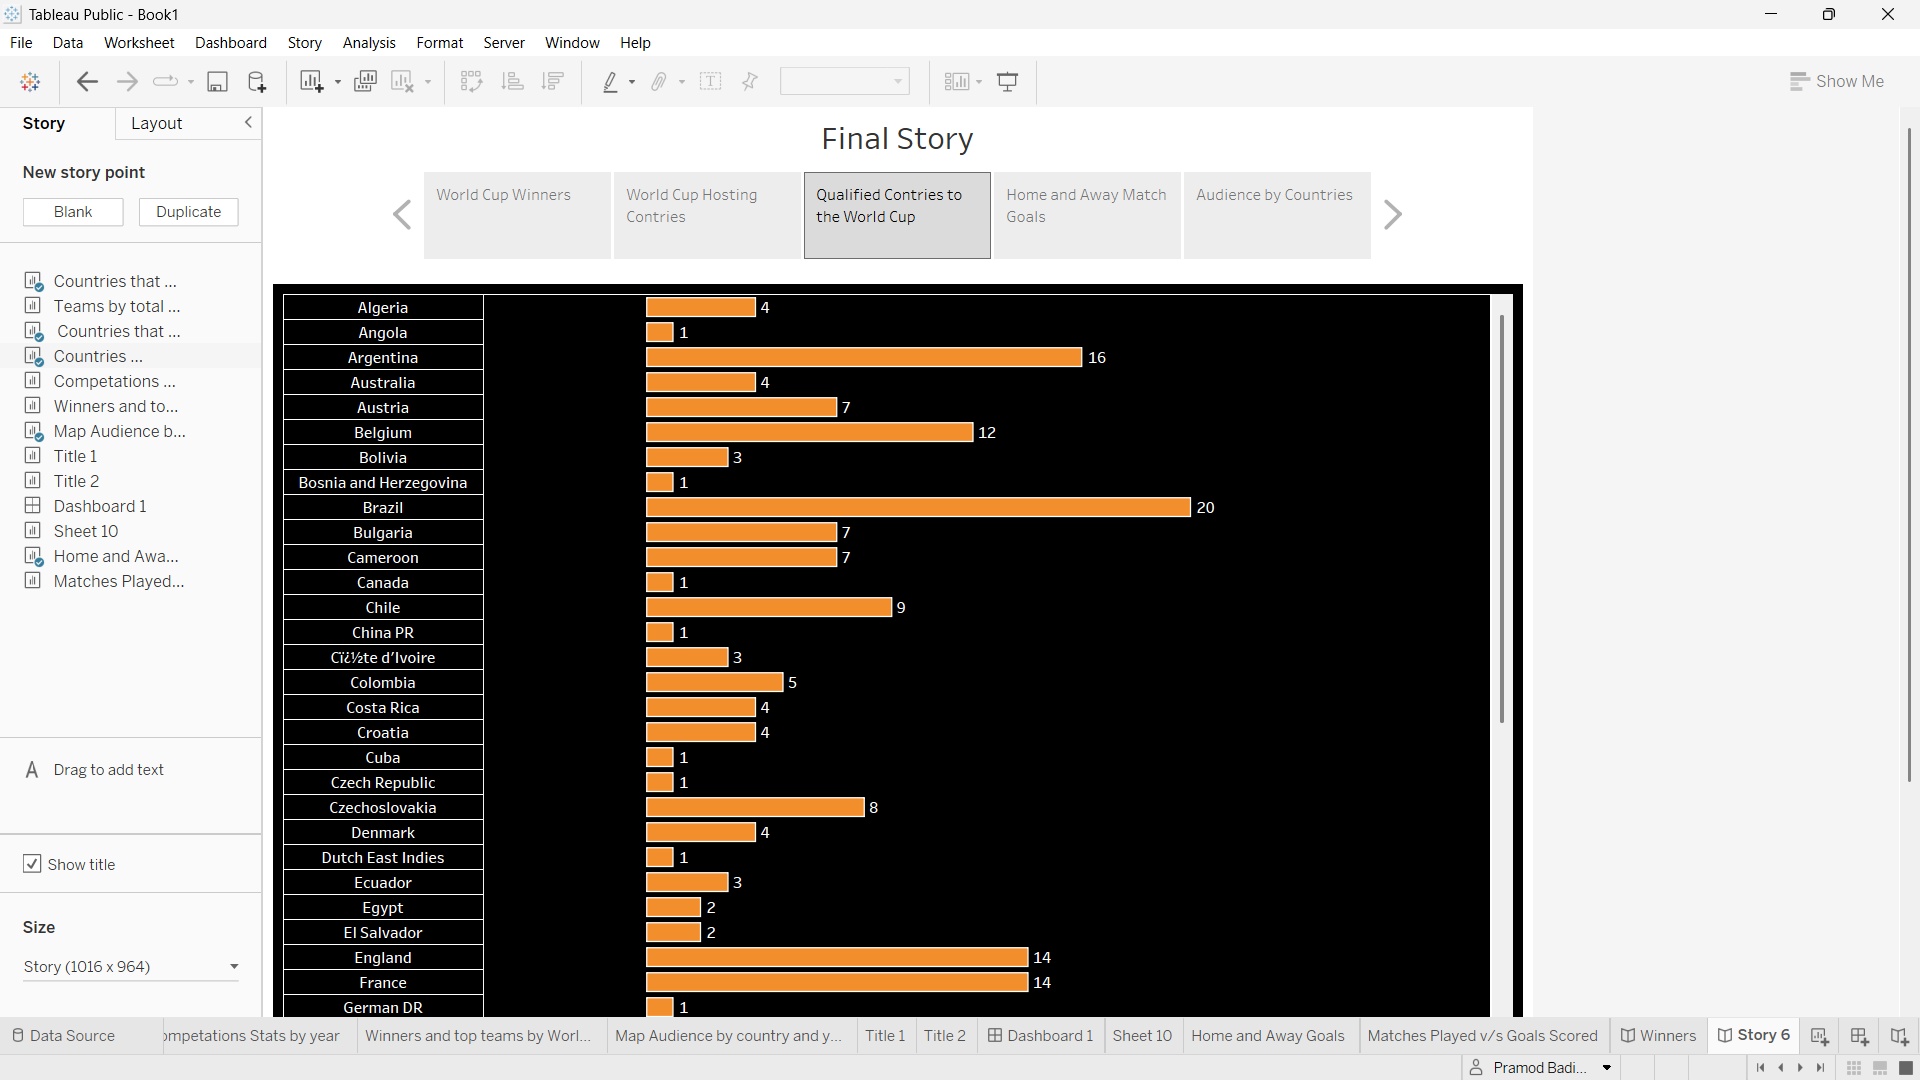 Tableau Public - Book1
File Data Worksheet Dashboard Story Analysis Format Server Window Help
Show Me
Story Layout
New story point
Blank Duplicate
Countries that ...
Teams by total ...
Countries that ...
Countries ...
Competations ...
Winners and to...
Map Audience b...
Title 1
Title 2
Dashboard 1
Sheet 10
Home and Awa...
Matches Played...
A Drag to add text
Show title
Size
Story (1016 x 964)
Final Story
World Cup Winners
World Cup Hosting
Contries
Qualified Contries to
the World Cup
Home and Away Match
Goals
Audience by Countries
Algeria 4
Angola 1
Argentina 16
Australia 4
Austria 7
Belgium 12
Bolivia 3
Bosnia and Herzegovina 1
Brazil 20
Bulgaria 7
Cameroon 7
Canada 1
Chile 9
China PR 1
Cï¿½te d'Ivoire 3
Colombia 5
Costa Rica 4
Croatia 4
Cuba 1
Czech Republic 1
Czechoslovakia 8
Denmark 4
Dutch East Indies 1
Ecuador 3
Egypt 2
El Salvador 2
England 14
France 14
German DR 1
Data Source ompetations Stats by year Winners and top teams by Worl... Map Audience by country and y... Title 1 Title 2 Dashboard 1 Sheet 10 Home and Away Goals Matches Played v/s Goals Scored Winners Story 6
Pramod Badi...